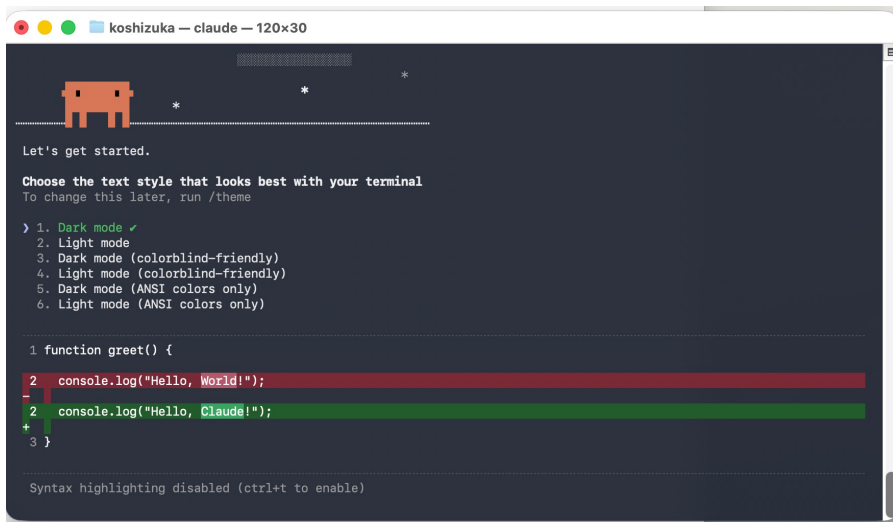 koshizuka — claude — 120×30
*
*
*
Let's get started.
Choose the text style that looks best with your terminal
To change this later, run /theme
❯ 1. Dark mode ✔
2. Light mode
3. Dark mode (colorblind-friendly)
4. Light mode (colorblind-friendly)
5. Dark mode (ANSI colors only)
6. Light mode (ANSI colors only)
1 function greet() {
2 console.log("Hello, World!");
-
2 console.log("Hello, Claude!");
+
3 }
Syntax highlighting disabled (ctrl+t to enable)